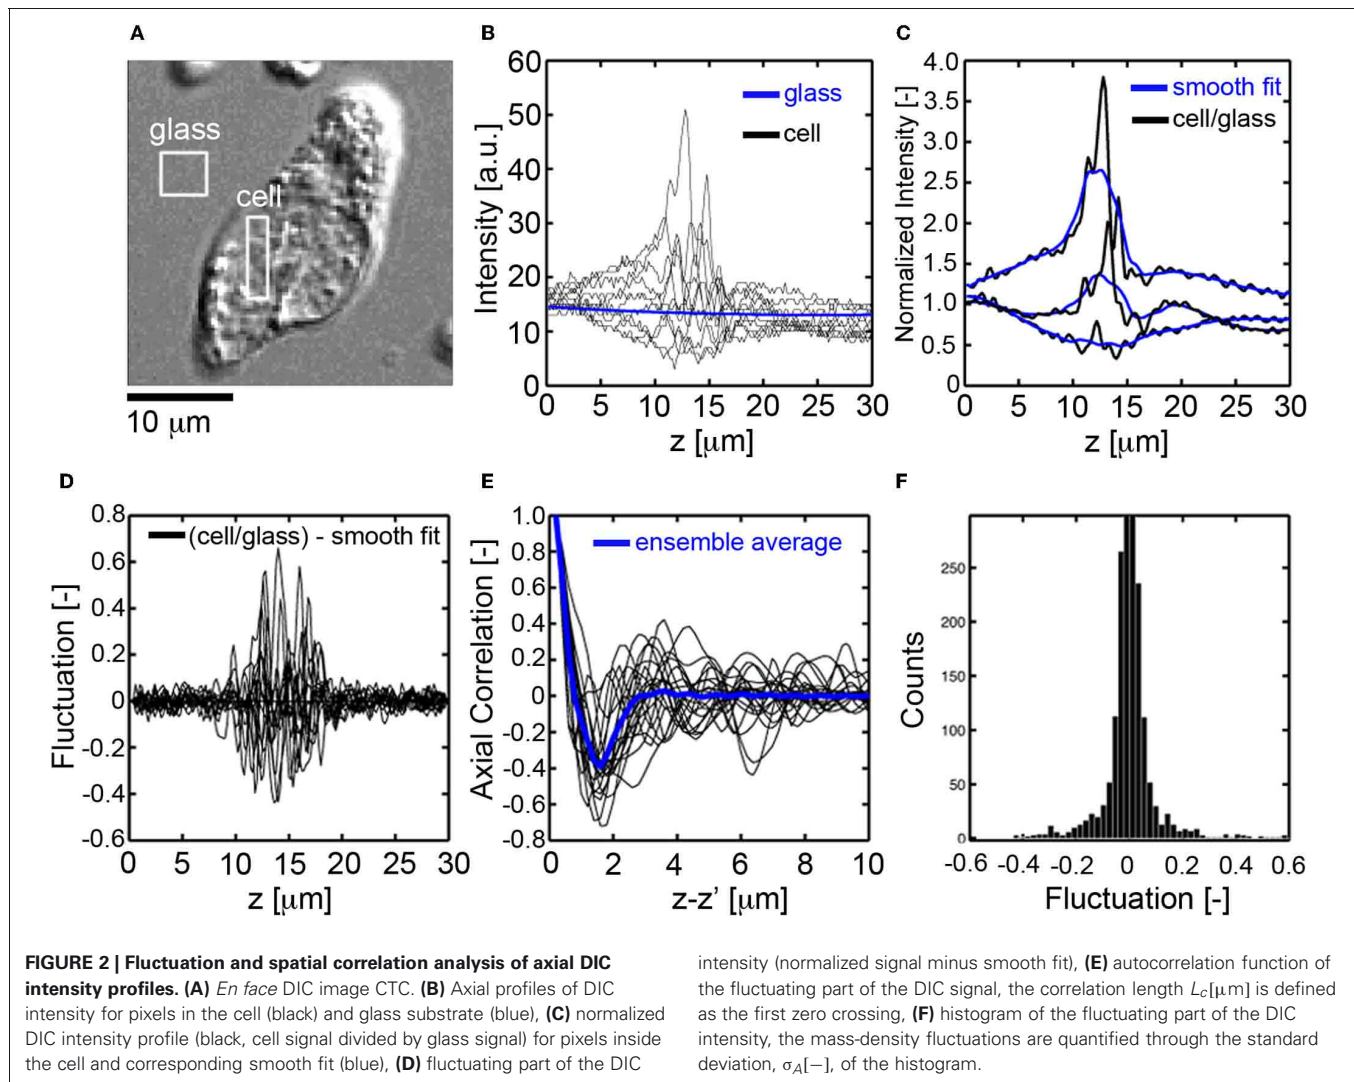 A
glass
cell
10 μm
B
60
50
40
30
20
10
0
Intensity [a.u.]
glass
cell
0 5 10 15 20 25 30
z [μm]
C
4.0
3.5
3.0
2.5
2.0
1.5
1.0
0.5
0
Normalized Intensity [-]
smooth fit
cell/glass
0 5 10 15 20 25 30
z [μm]
D
0.8
0.6
0.4
0.2
0
-0.2
-0.4
-0.6
Fluctuation [-]
(cell/glass) - smooth fit
0 5 10 15 20 25 30
z [μm]
E
1.0
0.8
0.6
0.4
0.2
0
-0.2
-0.4
-0.6
-0.8
Axial Correlation [-]
ensemble average
0 2 4 6 8 10
z-z’ [μm]
F
250
200
150
100
50
0
Counts
-0.6 -0.4 -0.2 0 0.2 0.4 0.6
Fluctuation [-]
FIGURE 2 | Fluctuation and spatial correlation analysis of axial DIC
intensity profiles. (A) En face DIC image CTC. (B) Axial profiles of DIC
intensity for pixels in the cell (black) and glass substrate (blue), (C) normalized
DIC intensity profile (black, cell signal divided by glass signal) for pixels inside
the cell and corresponding smooth fit (blue), (D) fluctuating part of the DIC
intensity (normalized signal minus smooth fit), (E) autocorrelation function of
the fluctuating part of the DIC signal, the correlation length Lc[μm] is defined
as the first zero crossing, (F) histogram of the fluctuating part of the DIC
intensity, the mass-density fluctuations are quantified through the standard
deviation, σA[−], of the histogram.